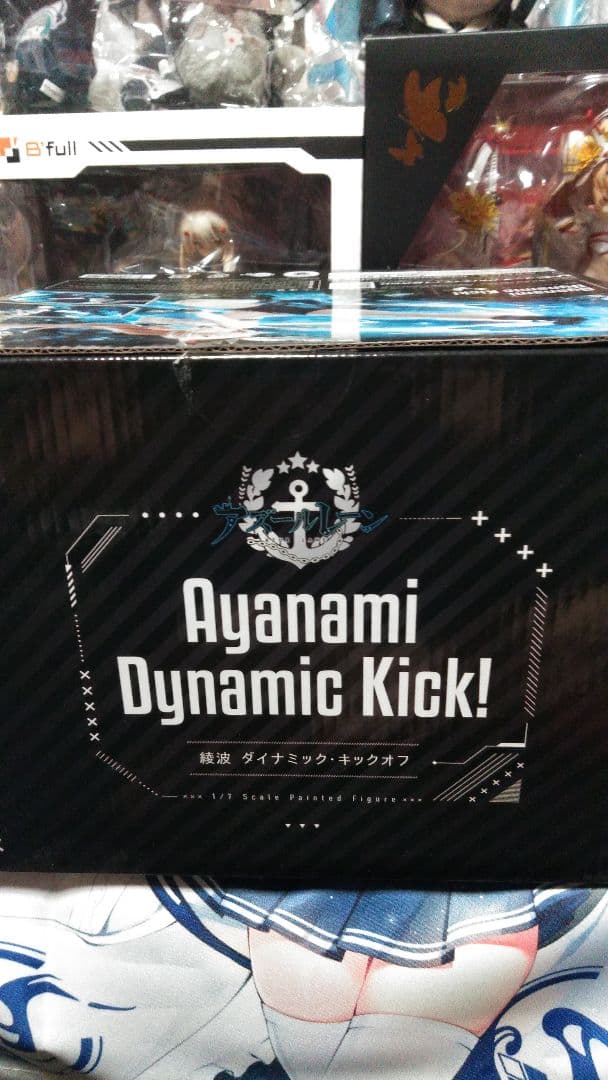 B'full
アズールレーン
Ayanami
Dynamic Kick!
綾波 ダイナミック・キックオフ
1/7 Scale Painted Figure